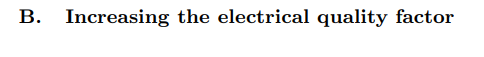 B. Increasing the electrical quality factor